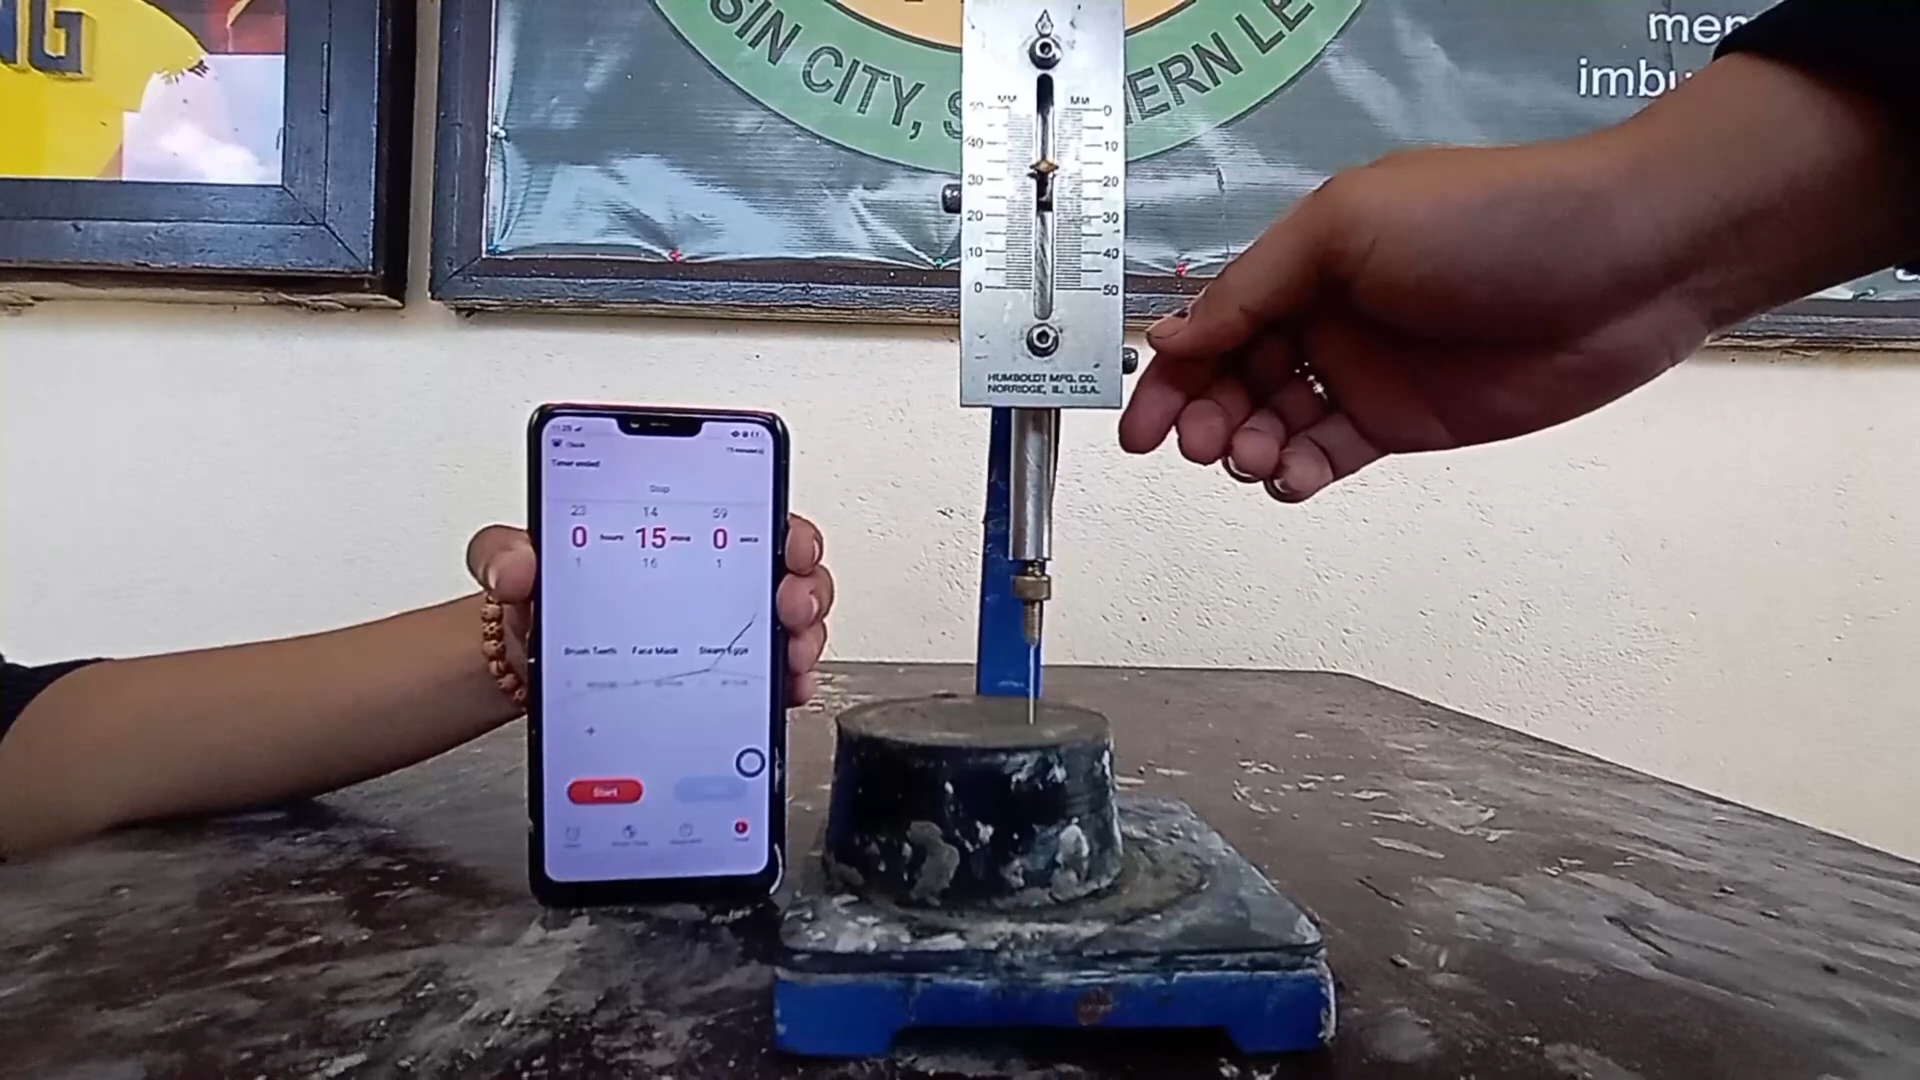 NG
SIN CITY, S
ERN LE
imbu
MM MM
50 0
40 10
30 20
20 30
10 40
0 50
HUMBOLDT MFG. CO.
NORRIDGE, IL. U.S.A.
Clock
Timer ended
Stop
23 14 59
0 hours 15 mins 0 secs
1 16 1
Brush Teeth Face Mask Steam Eggs
Start